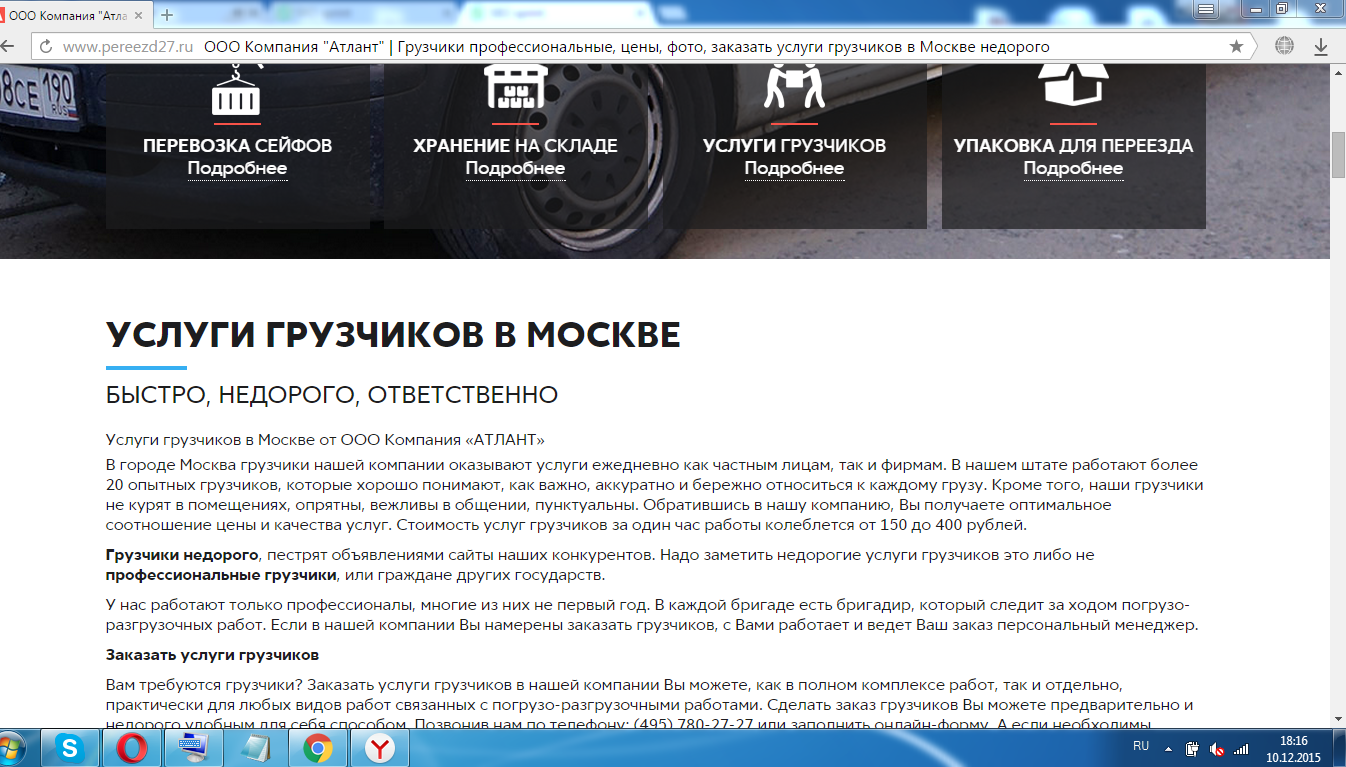 ООО Компания "Атла
www.pereezd27.ru ООО Компания "Атлант" | Грузчики профессиональные, цены, фото, заказать услуги грузчиков в Москве недорого
8СЕ 190
RUS
ПЕРЕВОЗКА СЕЙФОВ
Подробнее
ХРАНЕНИЕ НА СКЛАДЕ
Подробнее
УСЛУГИ ГРУЗЧИКОВ
Подробнее
УПАКОВКА ДЛЯ ПЕРЕЕЗДА
Подробнее
УСЛУГИ ГРУЗЧИКОВ В МОСКВЕ
БЫСТРО, НЕДОРОГО, ОТВЕТСТВЕННО
Услуги грузчиков в Москве от ООО Компания «АТЛАНТ»
В городе Москва грузчики нашей компании оказывают услуги ежедневно как частным лицам, так и фирмам. В нашем штате работают более
20 опытных грузчиков, которые хорошо понимают, как важно, аккуратно и бережно относиться к каждому грузу. Кроме того, наши грузчики
не курят в помещениях, опрятны, вежливы в общении, пунктуальны. Обратившись в нашу компанию, Вы получаете оптимальное
соотношение цены и качества услуг. Стоимость услуг грузчиков за один час работы колеблется от 150 до 400 рублей.
Грузчики недорого, пестрят объявлениями сайты наших конкурентов. Надо заметить недорогие услуги грузчиков это либо не
профессиональные грузчики, или граждане других государств.
У нас работают только профессионалы, многие из них не первый год. В каждой бригаде есть бригадир, который следит за ходом погрузо-
разгрузочных работ. Если в нашей компании Вы намерены заказать грузчиков, с Вами работает и ведет Ваш заказ персональный менеджер.
Заказать услуги грузчиков
Вам требуются грузчики? Заказать услуги грузчиков в нашей компании Вы можете, как в полном комплексе работ, так и отдельно,
практически для любых видов работ связанных с погрузо-разгрузочными работами. Сделать заказ грузчиков Вы можете предварительно и
недорого удобным для себя способом. Позвонив нам по телефону: (495) 780-27-27 или заполнить онлайн-форму. А если необходимы
RU
18:16
10.12.2015